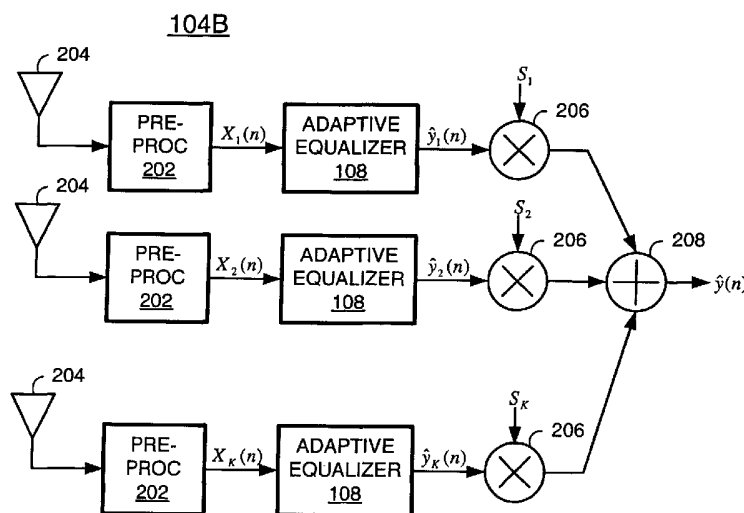 104B
204
PRE-
PROC
202
X₁(n)
ADAPTIVE
EQUALIZER
108
ŷ₁(n)
S₁
206
204
PRE-
PROC
202
X₂(n)
ADAPTIVE
EQUALIZER
108
ŷ₂(n)
S₂
206
208
ŷ(n)
204
PRE-
PROC
202
X_K(n)
ADAPTIVE
EQUALIZER
108
ŷ_K(n)
S_K
206